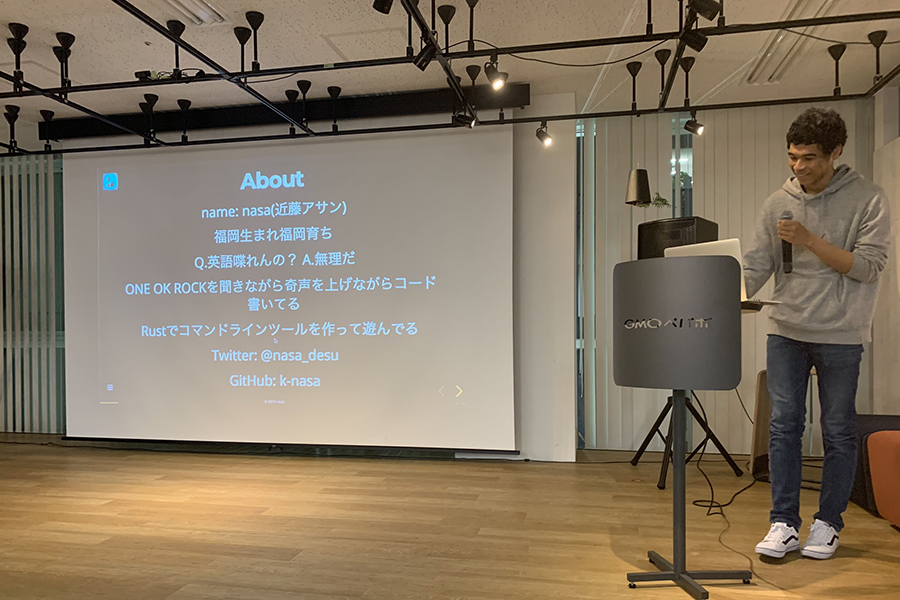 About
name: nasa(近藤アサン)
福岡生まれ福岡育ち
Q.英語喋れんの？ A.無理だ
ONE OK ROCKを聞きながら奇声を上げながらコード
書いてる
Rustでコマンドラインツールを作って遊んでる
Twitter: @nasa_desu
GitHub: k-nasa
GMOペパボ